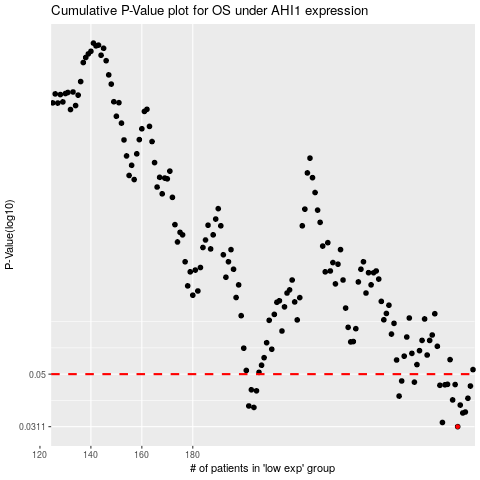 Cumulative P-Value plot for OS under AHI1 expression
P-Value(log10)
0.05
0.0311
120 140 160 180
# of patients in 'low exp' group